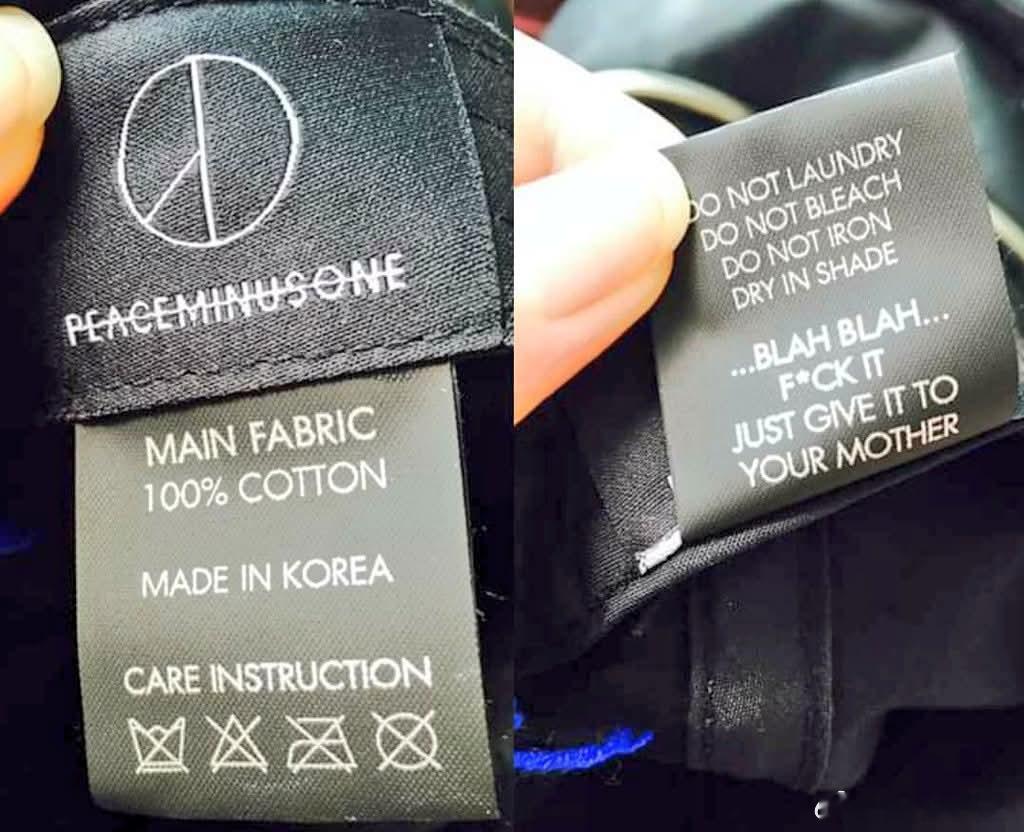 PEACEMINUSONE
MAIN FABRIC
100% COTTON
MADE IN KOREA
CARE INSTRUCTION
DO NOT LAUNDRY
DO NOT BLEACH
DO NOT IRON
DRY IN SHADE
...BLAH BLAH...
F*CK IT
JUST GIVE IT TO
YOUR MOTHER